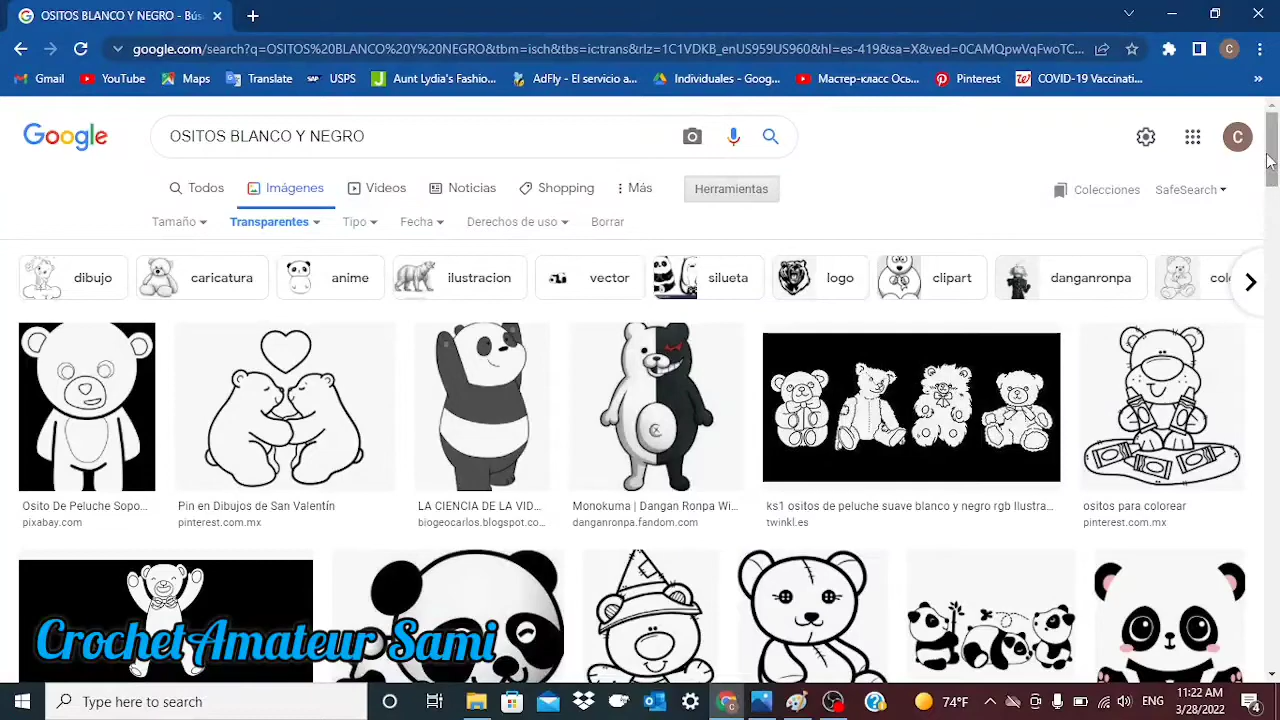 OSITOS BLANCO Y NEGRO - Bús
google.com/search?q=OSITOS%20BLANCO%20Y%20NEGRO&tbm=isch&tbs=ic:trans&rlz=1C1VDKB_enUS959US960&hl=es-419&sa=X&ved=0CAMQpwVqFwoTC...
C
Gmail YouTube Maps Translate USPS Aunt Lydia's Fashio... AdFly - El servicio a... Individuales - Goog... Мастер-класс Ось... Pinterest COVID-19 Vaccinati... »
Google OSITOS BLANCO Y NEGRO C
Todos Imágenes Videos Noticias Shopping Más Herramientas Colecciones SafeSearch
Tamaño Transparentes Tipo Fecha Derechos de uso Borrar
dibujo caricatura anime ilustracion vector silueta logo clipart danganronpa colo
Osito De Peluche Sopo... Pin en Dibujos de San Valentín LA CIENCIA DE LA VID... Monokuma | Dangan Ronpa Wi... ks1 ositos de peluche suave blanco y negro rgb Ilustra... ositos para colorear
pixabay.com pinterest.com.mx biogeocarlos.blogspot.co... danganronpa.fandom.com twinkl.es pinterest.com.mx
Crochet Amateur Sami
Type here to search 74°F ENG 11:22 AM
3/28/2022 4